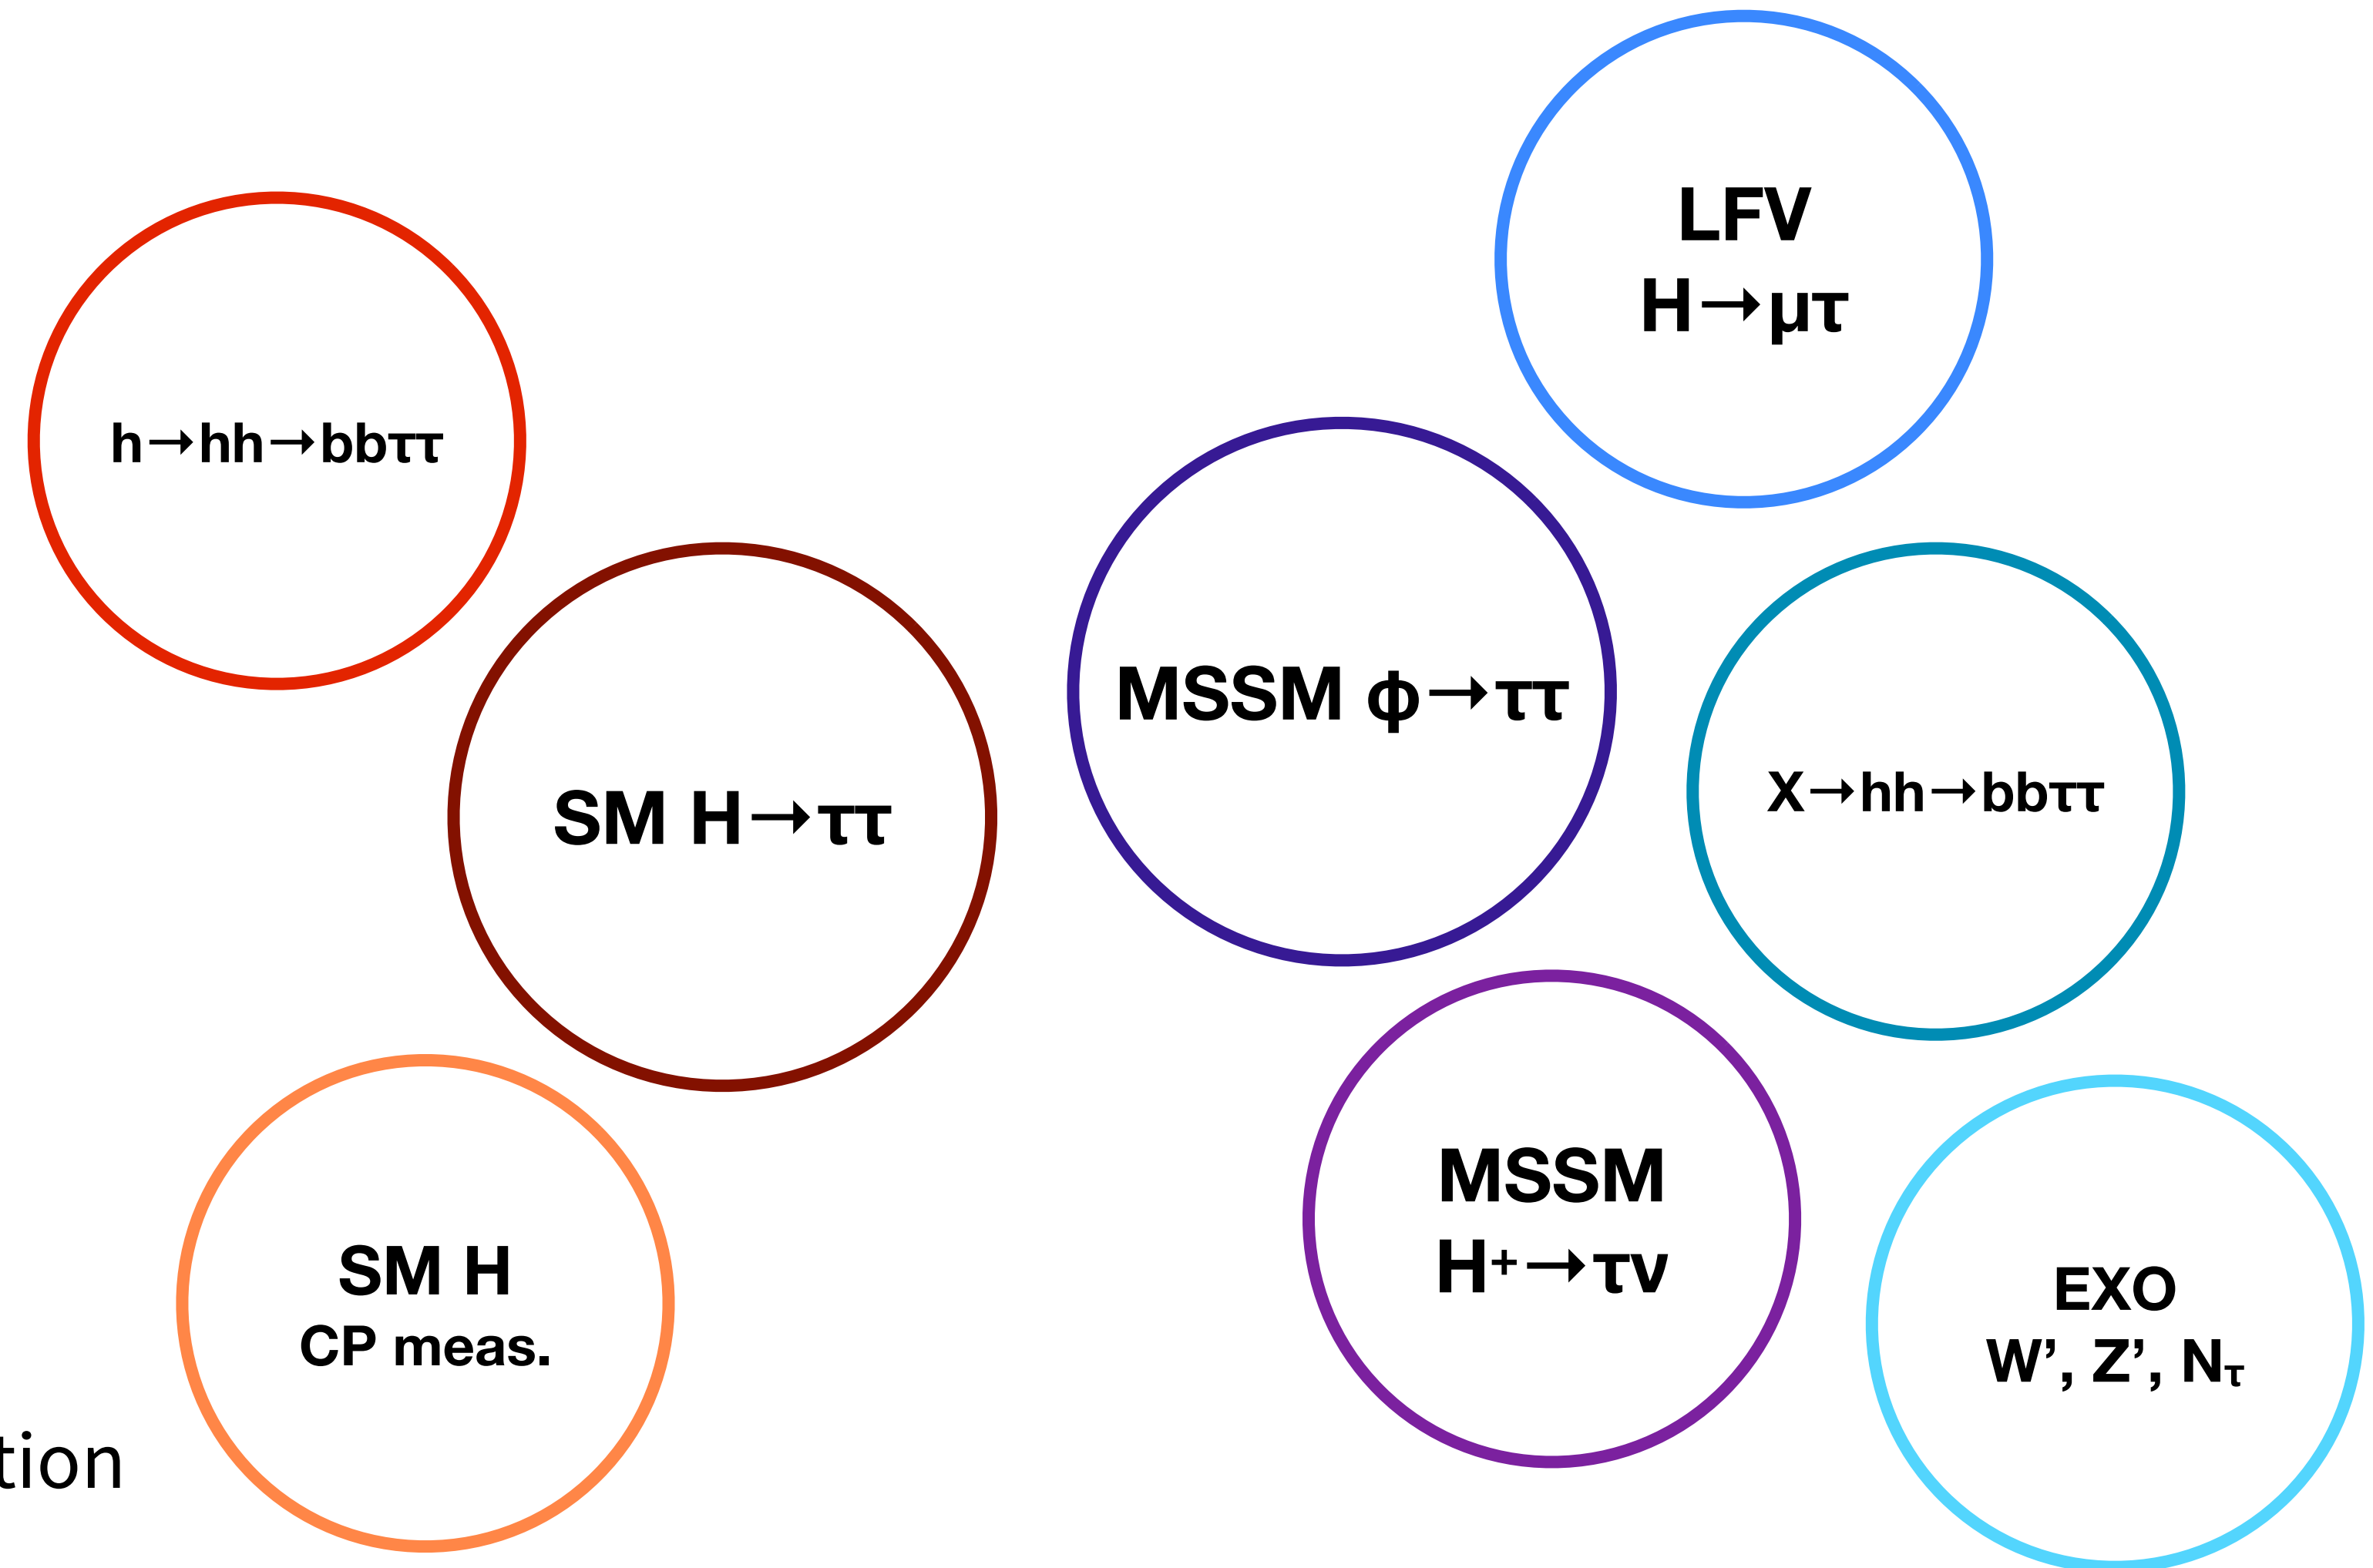 LFV
H→μτ
h→hh→bbττ
MSSM ϕ→ττ
X→hh→bbττ
SM H→ττ
MSSM
H⁺→τν
SM H
CP meas.
EXO
W’, Z’, Nτ
tion